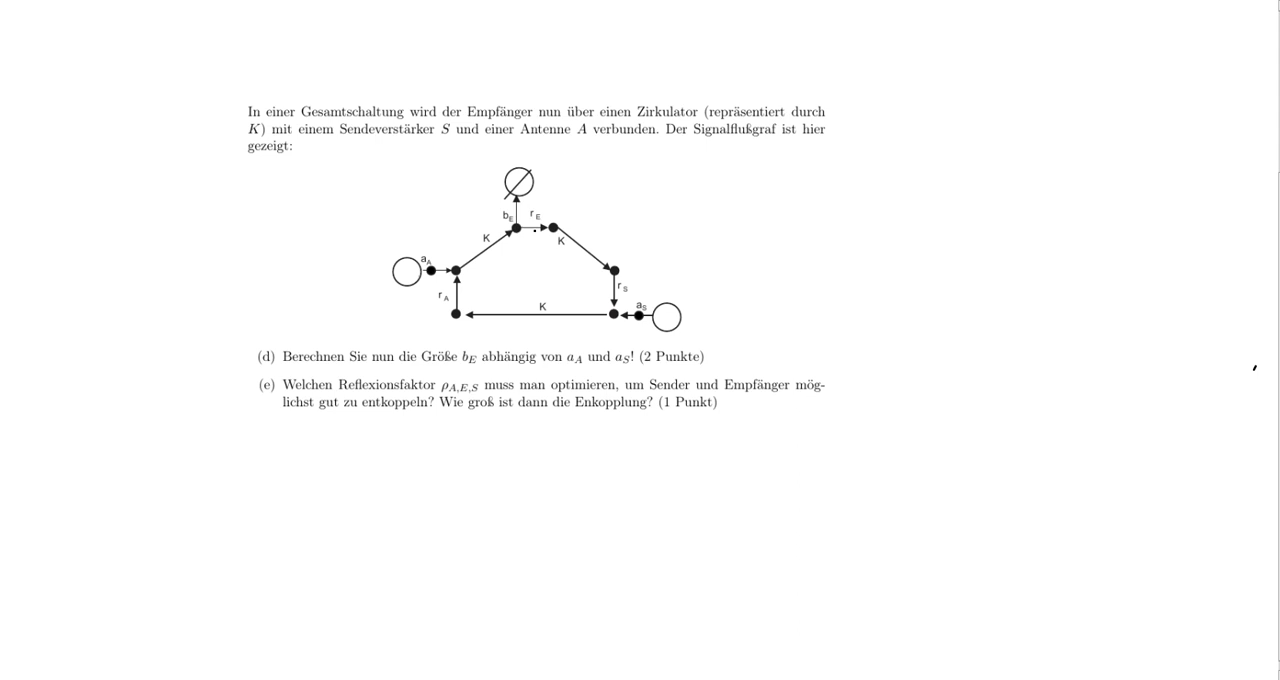 In einer Gesamtschaltung wird der Empfänger nun über einen Zirkulator (repräsentiert durch
K) mit einem Sendeverstärker S und einer Antenne A verbunden. Der Signalflußgraf ist hier
gezeigt:
bE
rE
K
K
aA
rA
rS
K
aS
(d) Berechnen Sie nun die Größe bE abhängig von aA und aS! (2 Punkte)
(e) Welchen Reflexionsfaktor ρA,E,S muss man optimieren, um Sender und Empfänger mög-
lichst gut zu entkoppeln? Wie groß ist dann die Enkopplung? (1 Punkt)